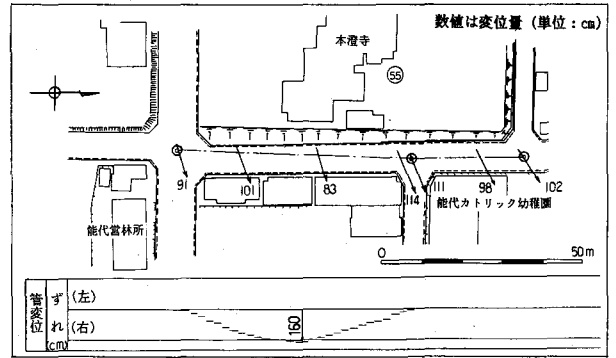 数値は変位量 (単位：cm)
本澄寺
55
91
101
83
114
111
98
102
能代営林所
能代カトリック幼稚園
0 50m
管変位
ずれ(cm)
(左)
(右)
160